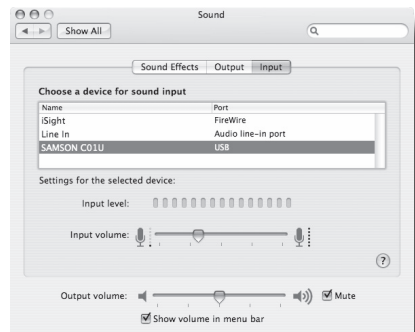 Sound
Show All
Sound Effects Output Input
Choose a device for sound input
Name Port
iSight FireWire
Line In Audio line-in port
SAMSON C01U USB
Settings for the selected device:
Input level:
Input volume:
?
Output volume: Mute
Show volume in menu bar